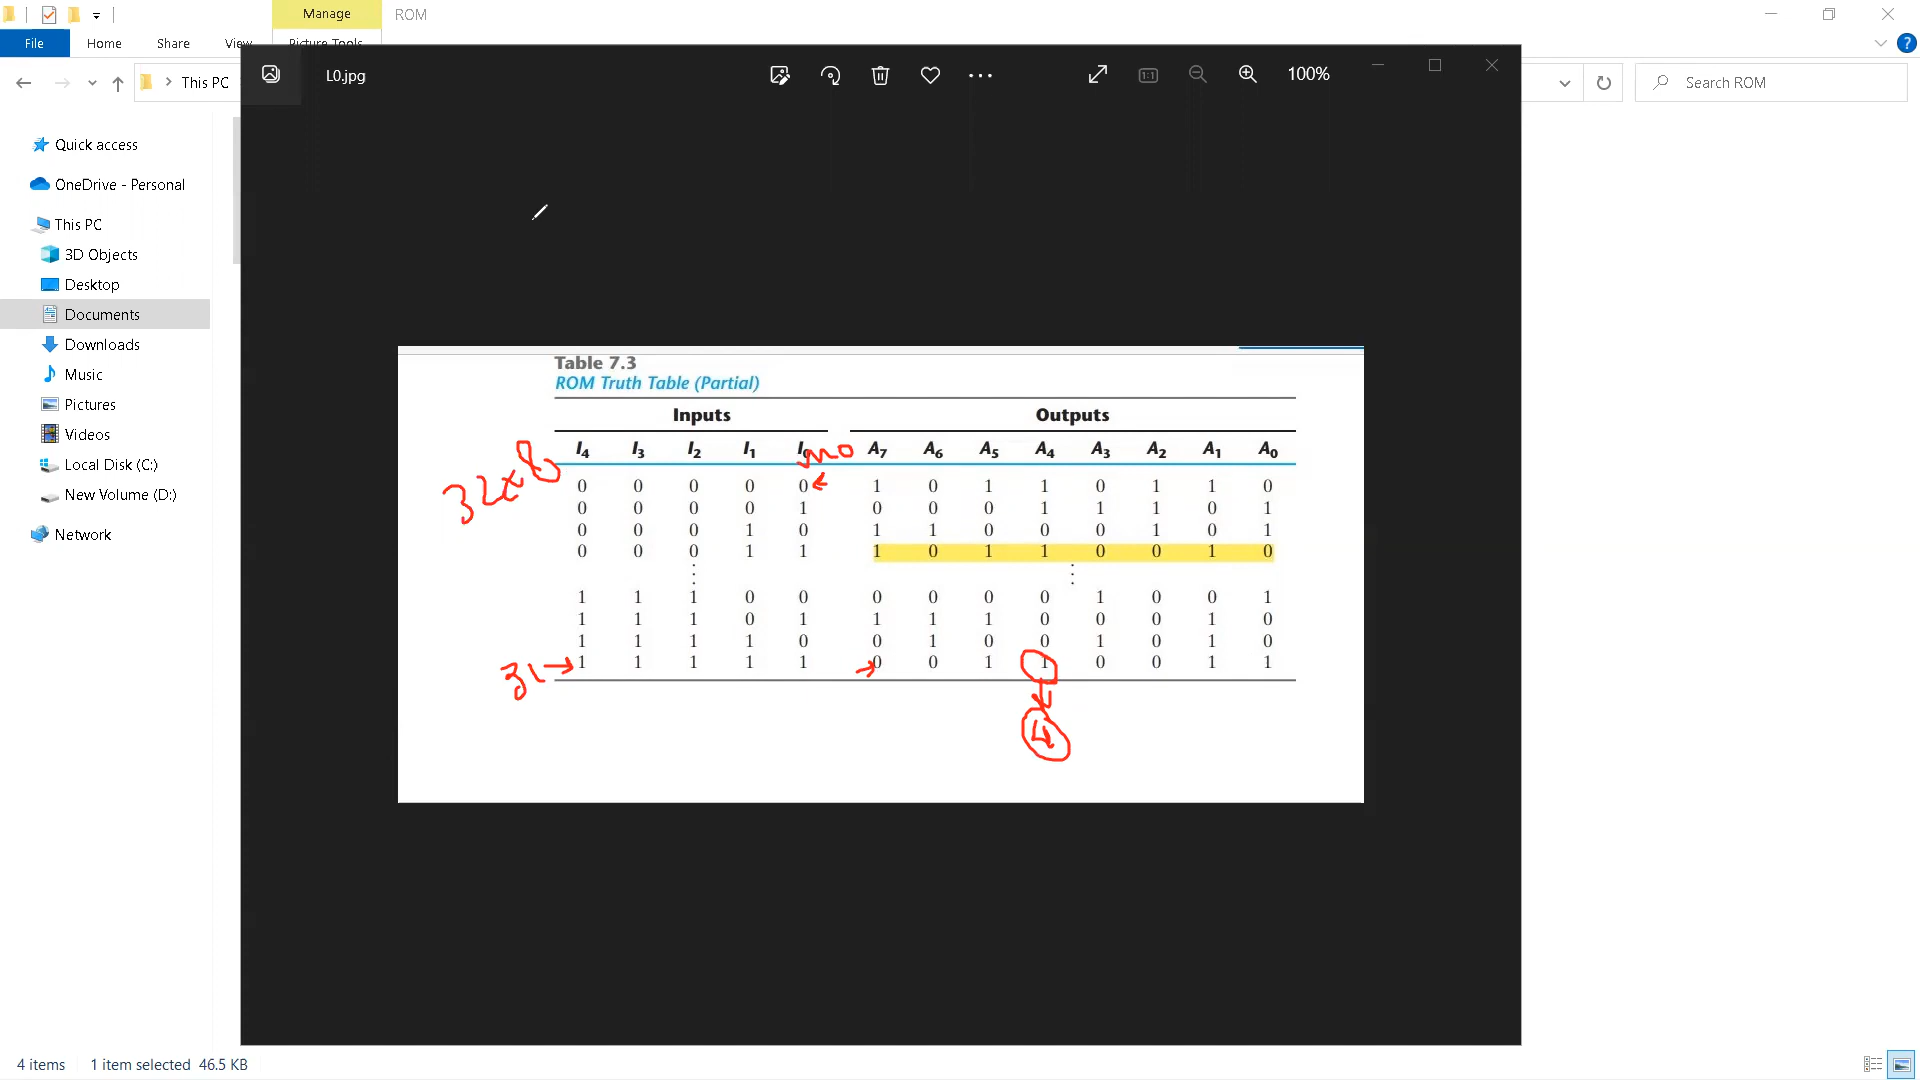 Manage
ROM
File
Home
Share
View
Picture Tools
?
This PC
Search ROM
L0.jpg
1:1
100%
Quick access
OneDrive - Personal
This PC
3D Objects
Desktop
Documents
Downloads
Music
Pictures
Videos
Local Disk (C:)
New Volume (D:)
Network
Table 7.3
ROM Truth Table (Partial)
Inputs Outputs
I4 I3 I2 I1 I0 m0 A7 A6 A5 A4 A3 A2 A1 A0
32x8
0 0 0 0 0 ← 1 0 1 1 0 1 1 0
0 0 0 0 1 0 0 0 1 1 1 0 1
0 0 0 1 0 1 1 0 0 0 1 0 1
0 0 0 1 1 1 0 1 1 0 0 1 0
⋮ ⋮
1 1 1 0 0 0 0 0 0 1 0 0 1
1 1 1 0 1 1 1 1 0 0 0 1 0
1 1 1 1 0 0 1 0 0 1 0 1 0
31 → 1 1 1 1 1 → 0 0 1 1 0 0 1 1
4 items 1 item selected 46.5 KB